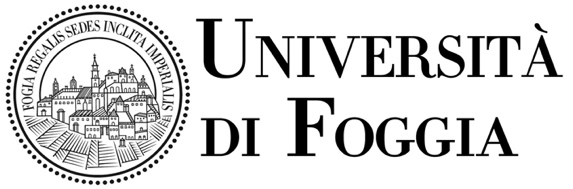 FOGIA REGALIS SEDES INCLITA IMPERIALIS
UNIVERSITÀ
DI FOGGIA